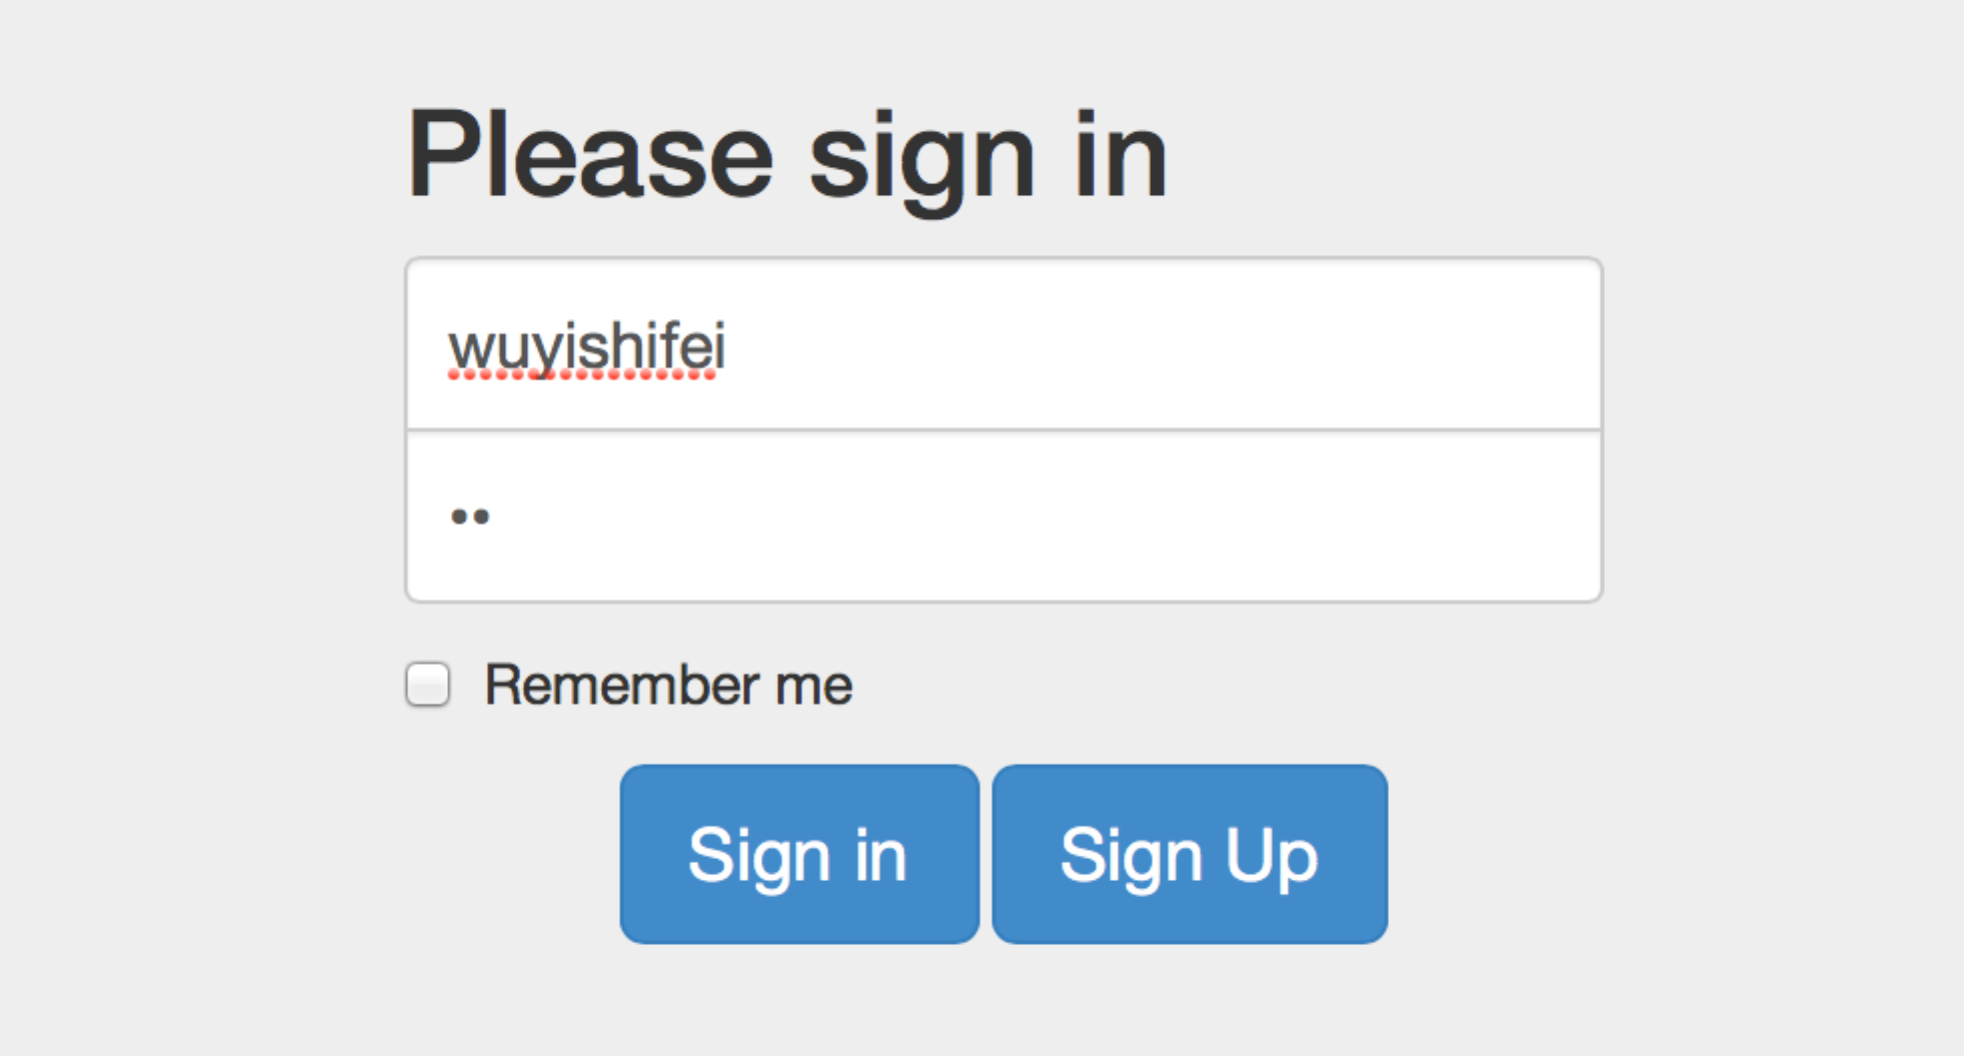 Please sign in
wuyishifei
••
Remember me
Sign in
Sign Up